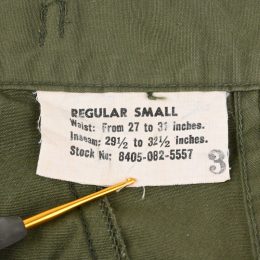 REGULAR SMALL
Waist: From 27 to 31 inches.
Inseam: 29½ to 32½ inches.
Stock No: 8405-082-5557
3